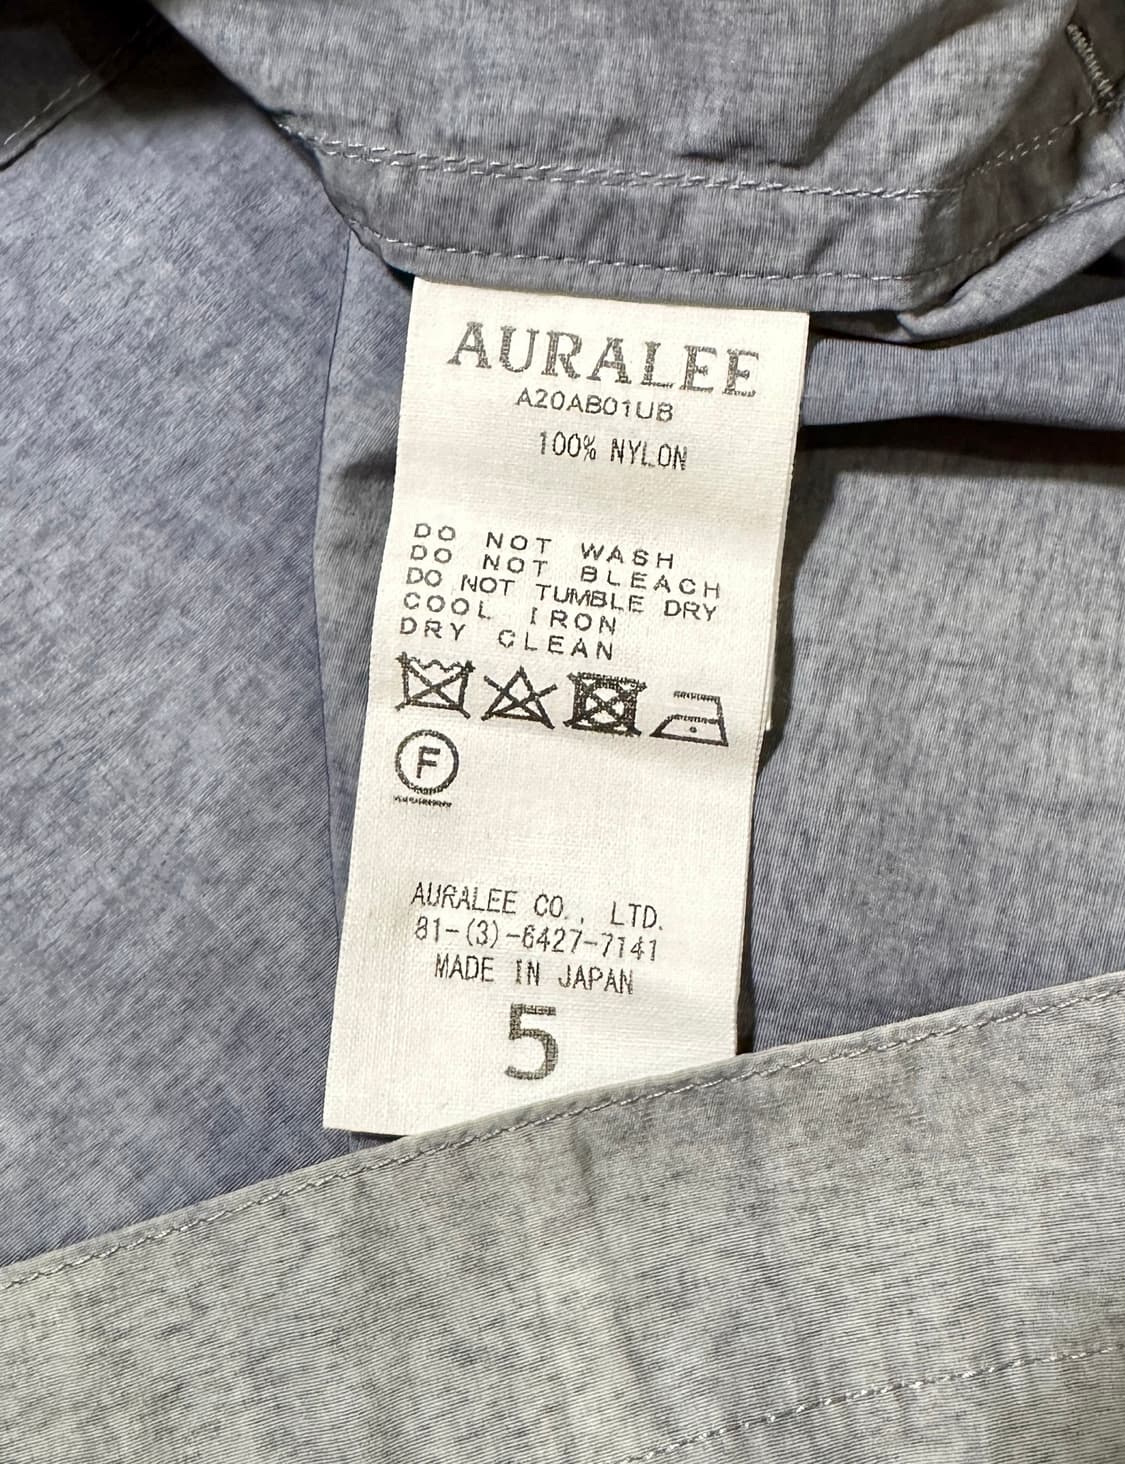 AURALEE
A20AB01UB
100% NYLON
DO NOT WASH
DO NOT BLEACH
DO NOT TUMBLE DRY
COOL IRON
DRY CLEAN
F
AURALEE CO., LTD.
81-(3)-6427-7141
MADE IN JAPAN
5